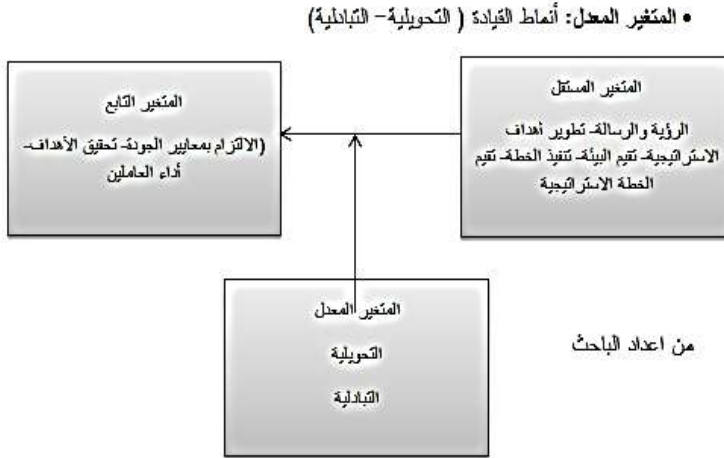 • المتغير المعدل: أنماط القيادة ( التحويلية– التبادلية)
المتغير المستقل
الرؤية والرسالة- تطوير أهداف
الاستراتيجية- تقيم البيئة- تنفيذ الخطة- تقيم
الخطة الاستراتيجية
المتغير التابع
(الالتزام بمعايير الجودة- تحقيق الأهداف-
أداء العاملين
المتغير المعدل
التحويلية
التبادلية
من اعداد الباحث